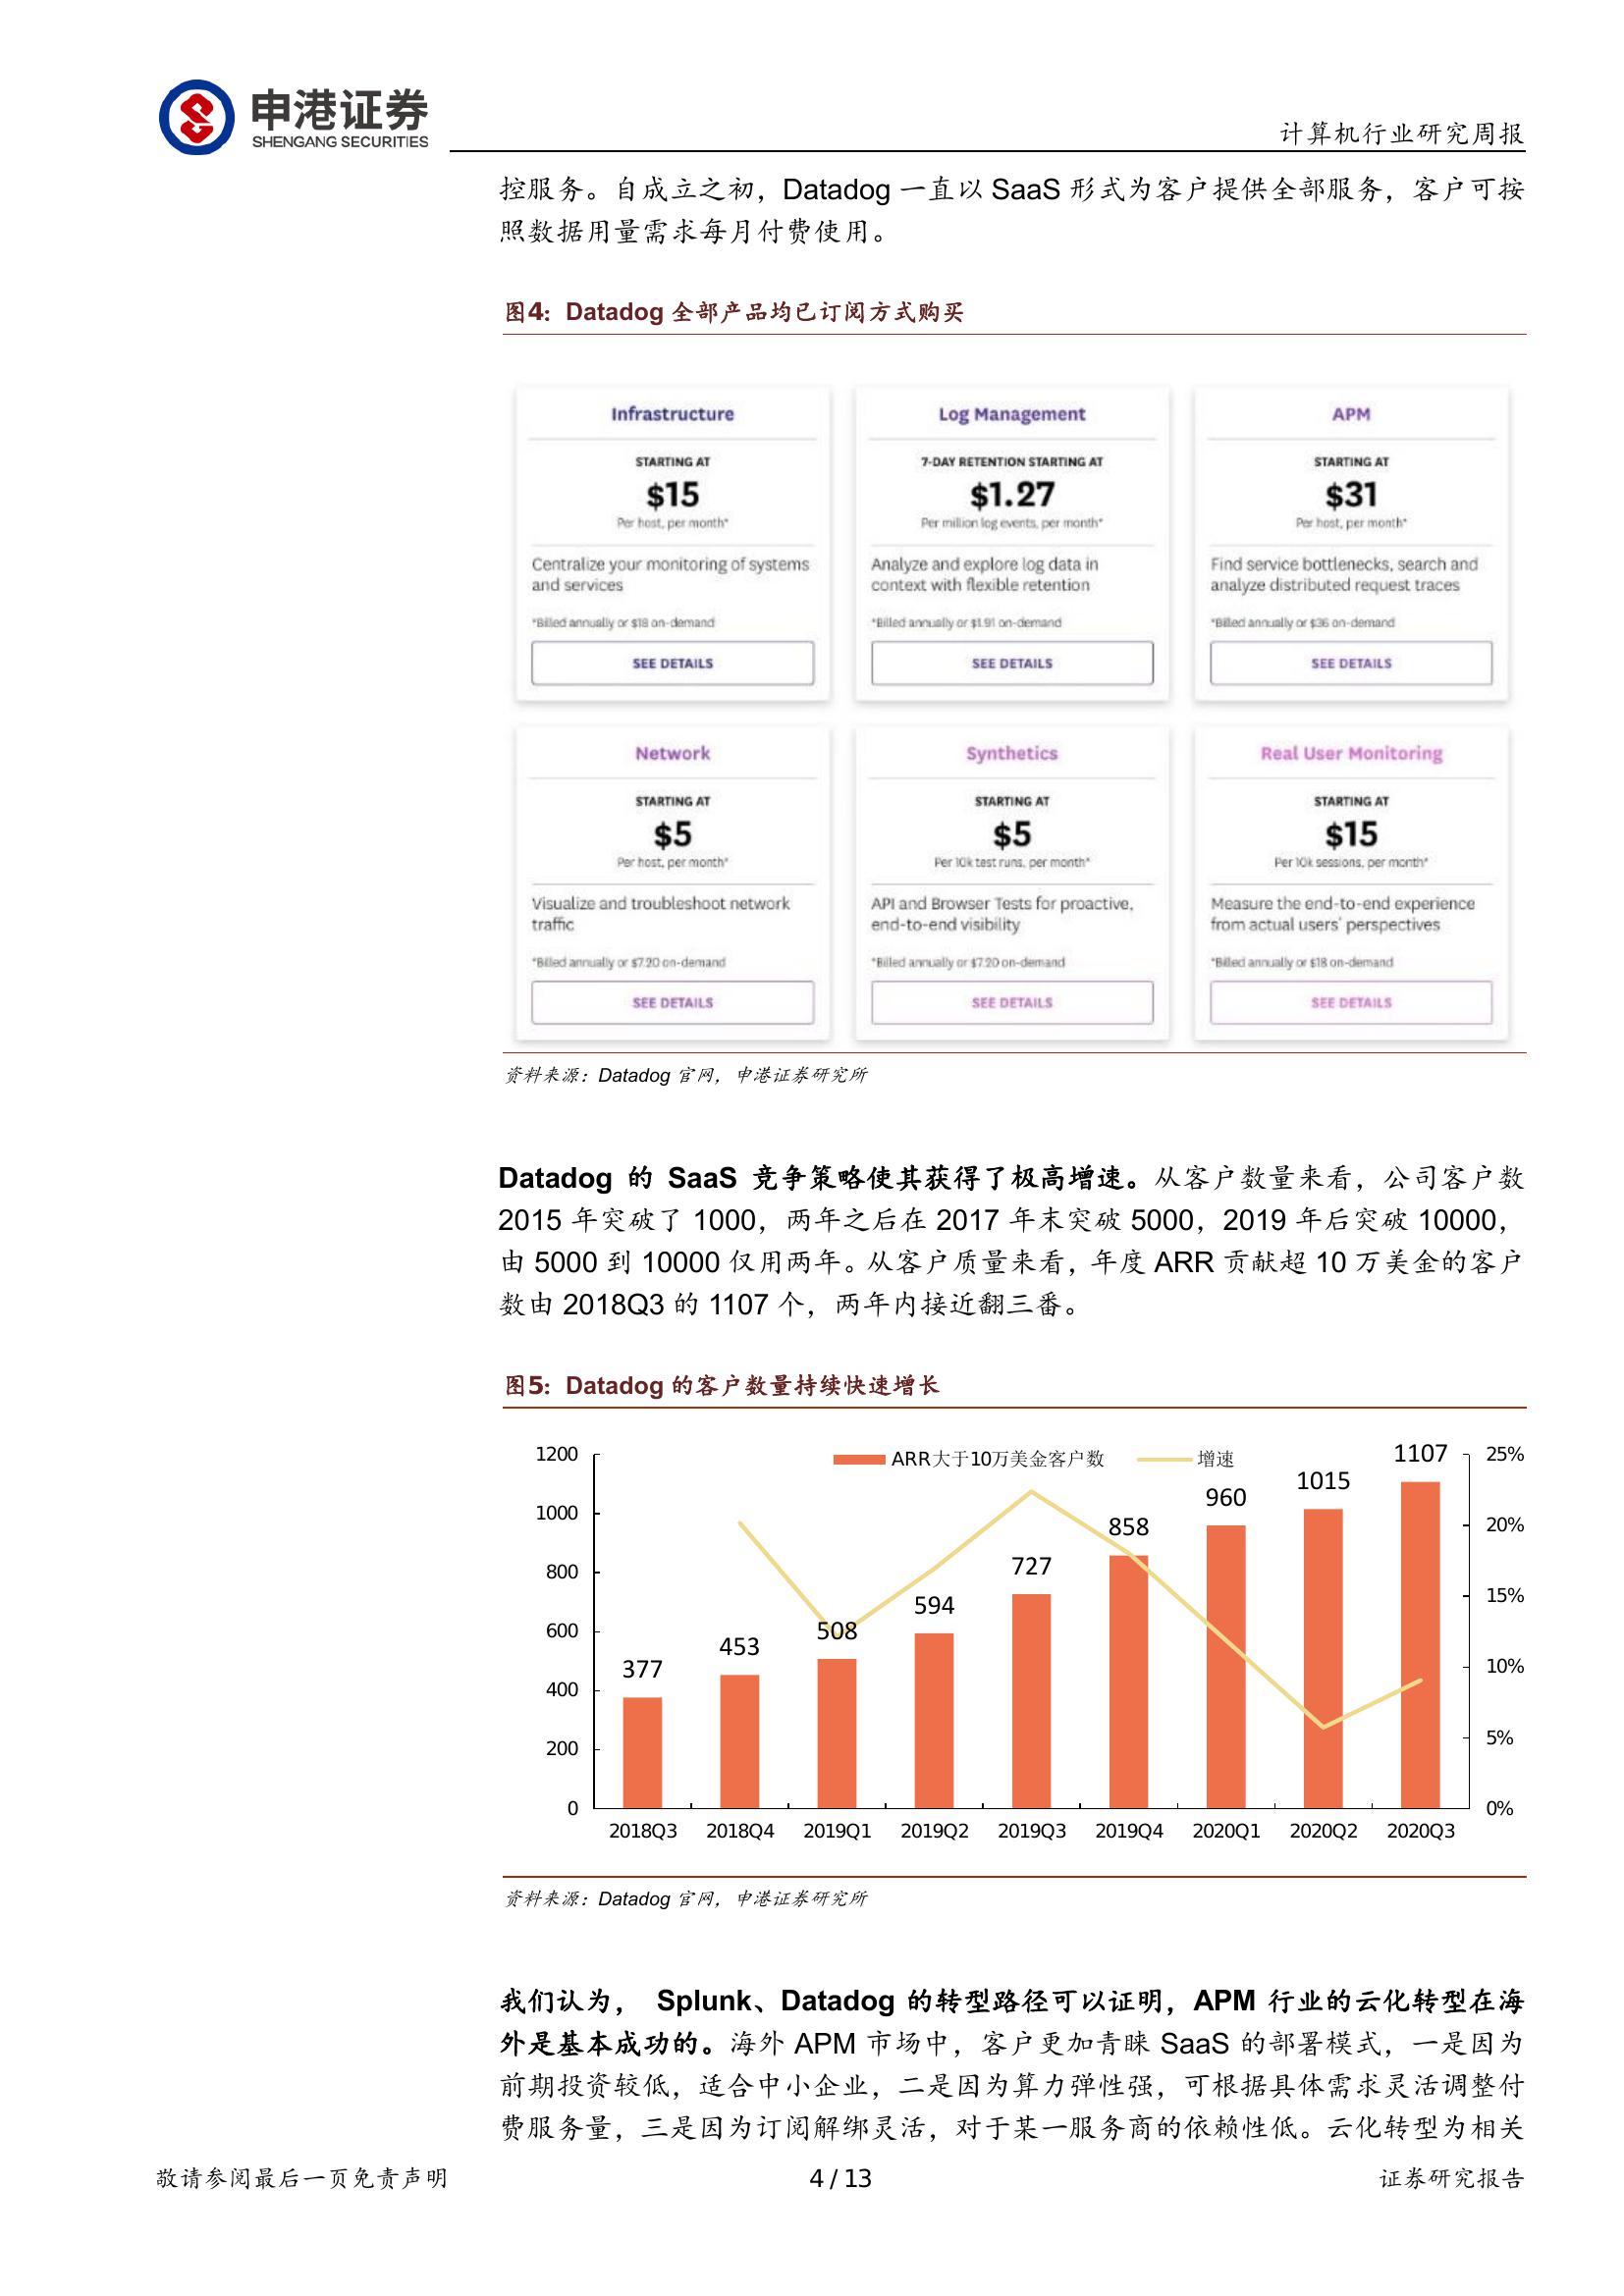 申港证券
SHENGANG SECURITIES
计算机行业研究周报
控服务。自成立之初，Datadog 一直以 SaaS 形式为客户提供全部服务，客户可按
照数据用量需求每月付费使用。
图4：Datadog 全部产品均已订阅方式购买
Infrastructure
STARTING AT
$15
Per host, per month*
Centralize your monitoring of systems
and services
*Billed annually or $18 on-demand
SEE DETAILS
Log Management
7-DAY RETENTION STARTING AT
$1.27
Per million log events, per month*
Analyze and explore log data in
context with flexible retention
*Billed annually or $1.91 on-demand
SEE DETAILS
APM
STARTING AT
$31
Per host, per month*
Find service bottlenecks, search and
analyze distributed request traces
*Billed annually or $36 on-demand
SEE DETAILS
Network
STARTING AT
$5
Per host, per month*
Visualize and troubleshoot network
traffic
*Billed annually or $7.20 on-demand
SEE DETAILS
Synthetics
STARTING AT
$5
Per 10k test runs, per month*
API and Browser Tests for proactive,
end-to-end visibility
*Billed annually or $7.20 on-demand
SEE DETAILS
Real User Monitoring
STARTING AT
$15
Per 10k sessions, per month*
Measure the end-to-end experience
from actual users' perspectives
*Billed annually or $18 on-demand
SEE DETAILS
资料来源：Datadog 官网，申港证券研究所
Datadog 的 SaaS 竞争策略使其获得了极高增速。从客户数量来看，公司客户数
2015 年突破了 1000，两年之后在 2017 年末突破 5000，2019 年后突破 10000，
由 5000 到 10000 仅用两年。从客户质量来看，年度 ARR 贡献超 10 万美金的客户
数由 2018Q3 的 1107 个，两年内接近翻三番。
图5：Datadog 的客户数量持续快速增长
ARR大于10万美金客户数 增速
1200
1000
800
600
400
200
0
377
453
508
594
727
858
960
1015
1107
25%
20%
15%
10%
5%
0%
2018Q3 2018Q4 2019Q1 2019Q2 2019Q3 2019Q4 2020Q1 2020Q2 2020Q3
资料来源：Datadog 官网，申港证券研究所
我们认为， Splunk、Datadog 的转型路径可以证明，APM 行业的云化转型在海
外是基本成功的。海外 APM 市场中，客户更加青睐 SaaS 的部署模式，一是因为
前期投资较低，适合中小企业，二是因为算力弹性强，可根据具体需求灵活调整付
费服务量，三是因为订阅解绑灵活，对于某一服务商的依赖性低。云化转型为相关
敬请参阅最后一页免责声明
4 / 13
证券研究报告